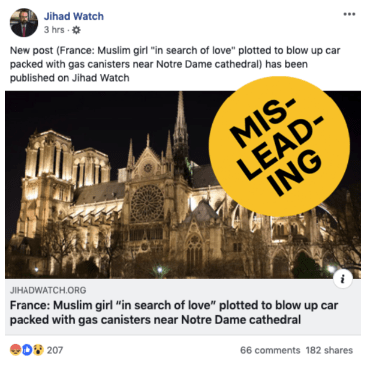 Jihad Watch
3 hrs ·
New post (France: Muslim girl "in search of love" plotted to blow up car
packed with gas canisters near Notre Dame cathedral) has been
published on Jihad Watch
MIS-
LEAD-
ING
i
JIHADWATCH.ORG
France: Muslim girl “in search of love” plotted to blow up car
packed with gas canisters near Notre Dame cathedral
207
66 comments 182 shares